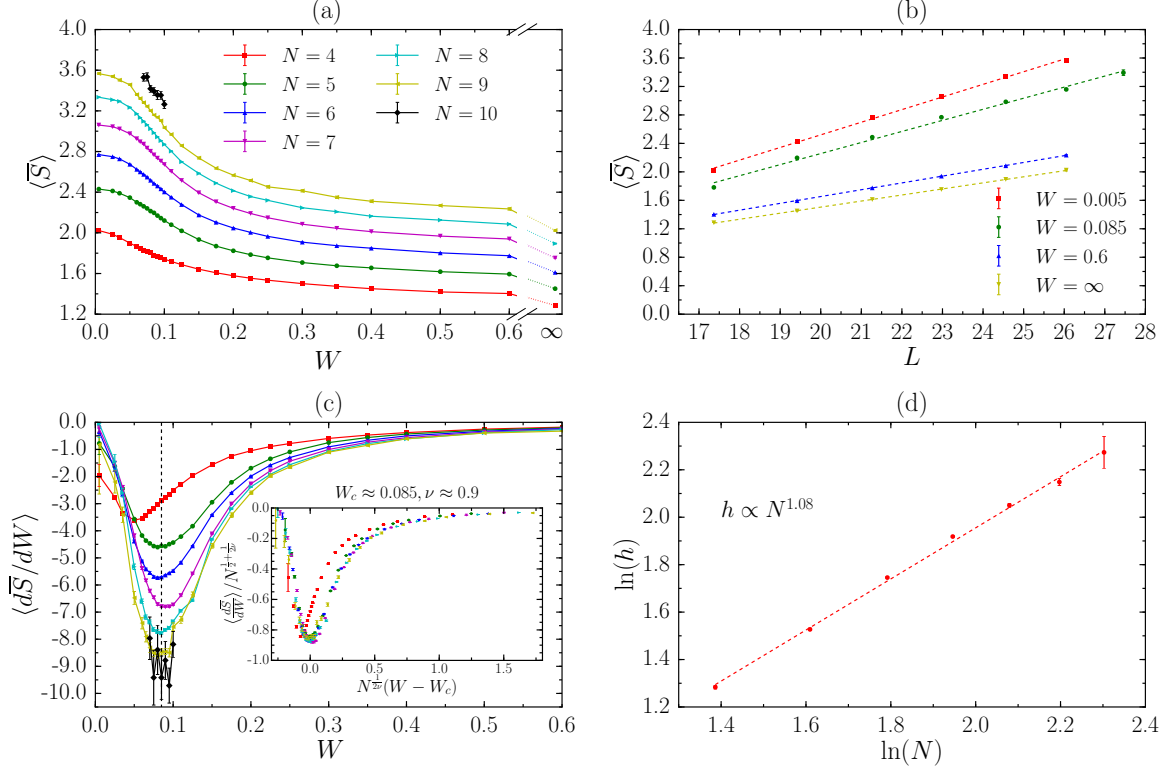 (a)
⟨S̅⟩
4.0
3.6
3.2
2.8
2.4
2.0
1.6
1.2
N = 4
N = 5
N = 6
N = 7
N = 8
N = 9
N = 10
0.0 0.1 0.2 0.3 0.4 0.5 0.6 ∞
W
(b)
⟨S̅⟩
4.0
3.6
3.2
2.8
2.4
2.0
1.6
1.2
0.8
0.4
0.0
W = 0.005
W = 0.085
W = 0.6
W = ∞
17 18 19 20 21 22 23 24 25 26 27 28
L
(c)
⟨dS̅/dW⟩
0.0
-1.0
-2.0
-3.0
-4.0
-5.0
-6.0
-7.0
-8.0
-9.0
-10.0
W_c ≈ 0.085, ν ≈ 0.9
⟨dS̅/dW⟩/N^{1/2+1/2ν}
0.0
-0.2
-0.4
-0.6
-0.8
-1.0
0.0 0.5 1.0 1.5
N^{1/2ν}(W − W_c)
0.0 0.1 0.2 0.3 0.4 0.5 0.6
W
(d)
ln(h)
2.4
2.2
2.0
1.8
1.6
1.4
1.2
h ∝ N^{1.08}
1.4 1.6 1.8 2.0 2.2 2.4
ln(N)